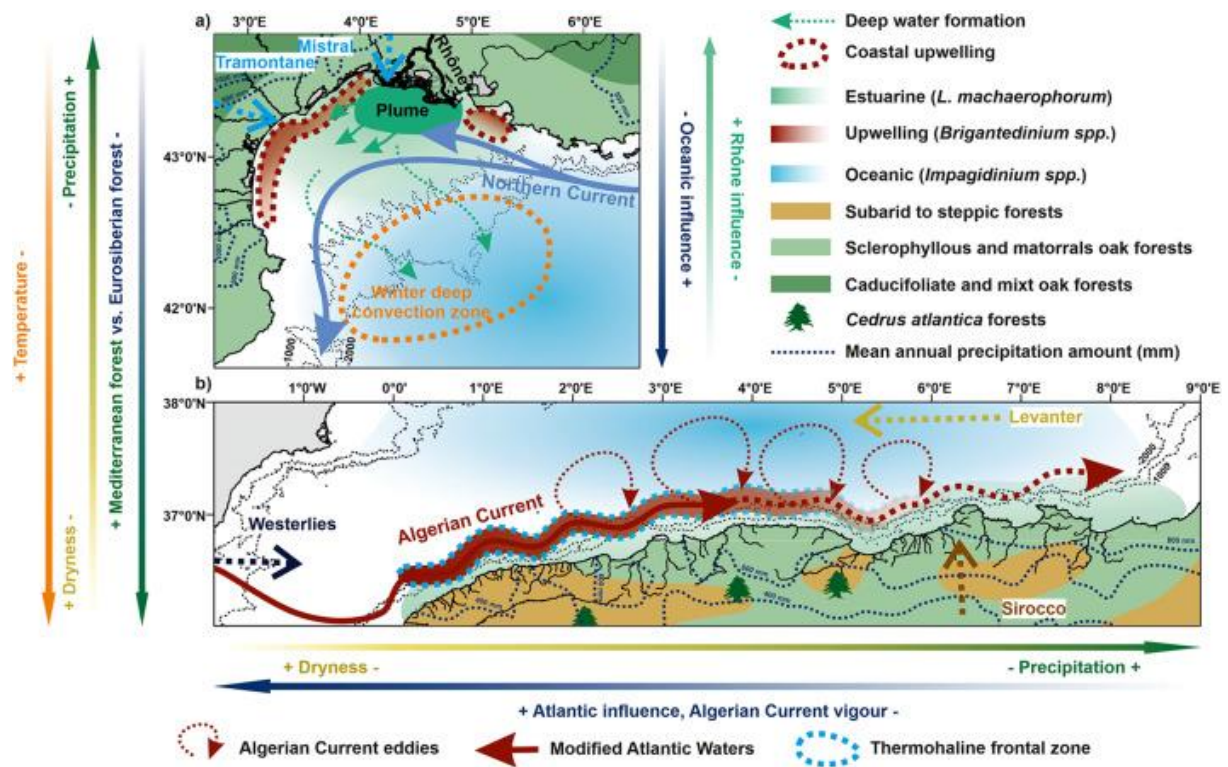 a)
3°0'E
4°0'E
5°0'E
6°0'E
43°0'N
42°0'N
Mistral
Tramontane
Rhône
Plume
Northern Current
Winter deep
convection zone
1000
2000
- Precipitation +
+ Temperature -
+ Dryness -
+ Mediterranean forest vs. Eurosiberian forest -
- Oceanic influence +
+ Rhône influence -
Deep water formation
Coastal upwelling
Estuarine (L. machaerophorum)
Upwelling (Brigantedinium spp.)
Oceanic (Impagidinium spp.)
Subarid to steppic forests
Sclerophyllous and matorrals oak forests
Caducifoliate and mixt oak forests
Cedrus atlantica forests
Mean annual precipitation amount (mm)
b)
1°0'W
0°0'
1°0'E
2°0'E
3°0'E
4°0'E
5°0'E
6°0'E
7°0'E
8°0'E
9°0'E
38°0'N
37°0'N
Levanter
2000
1000
Algerian Current
Westerlies
Sirocco
+ Dryness -
- Precipitation +
+ Atlantic influence, Algerian Current vigour -
Algerian Current eddies
Modified Atlantic Waters
Thermohaline frontal zone